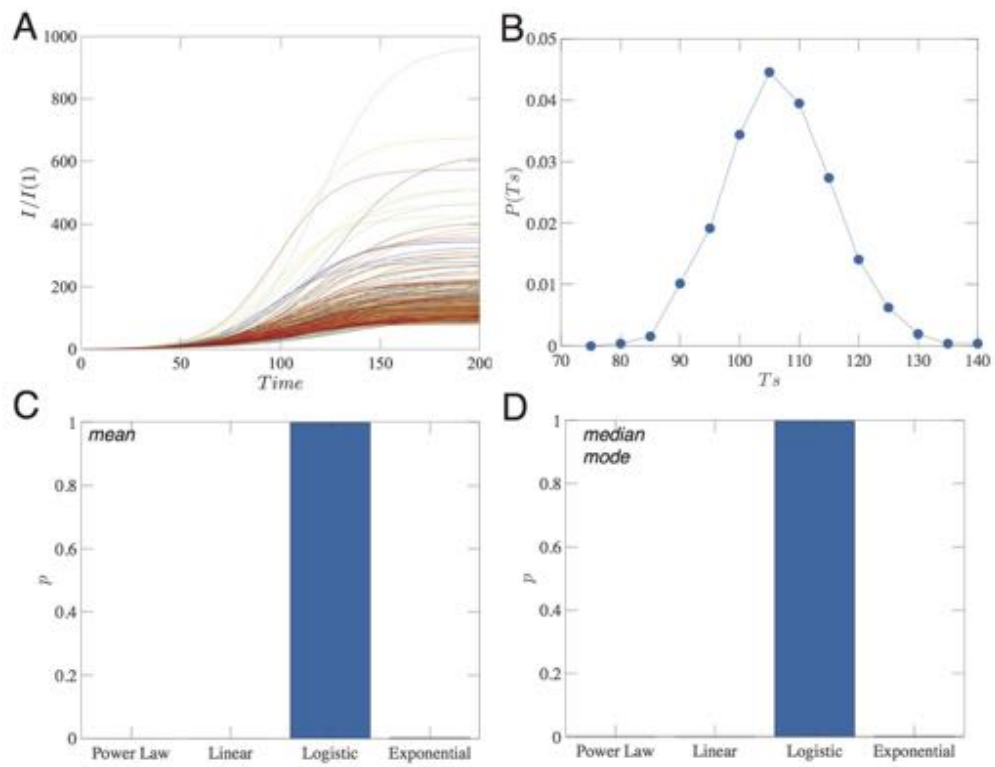 A
1000
800
600
400
200
0
I/I(1)
0 50 100 150 200
Time
B
0.05
0.04
0.03
0.02
0.01
0
P(Ts)
70 80 90 100 110 120 130 140
Ts
C
mean
1
0.8
0.6
0.4
0.2
0
p
Power Law Linear Logistic Exponential
D
median
mode
1
0.8
0.6
0.4
0.2
0
p
Power Law Linear Logistic Exponential